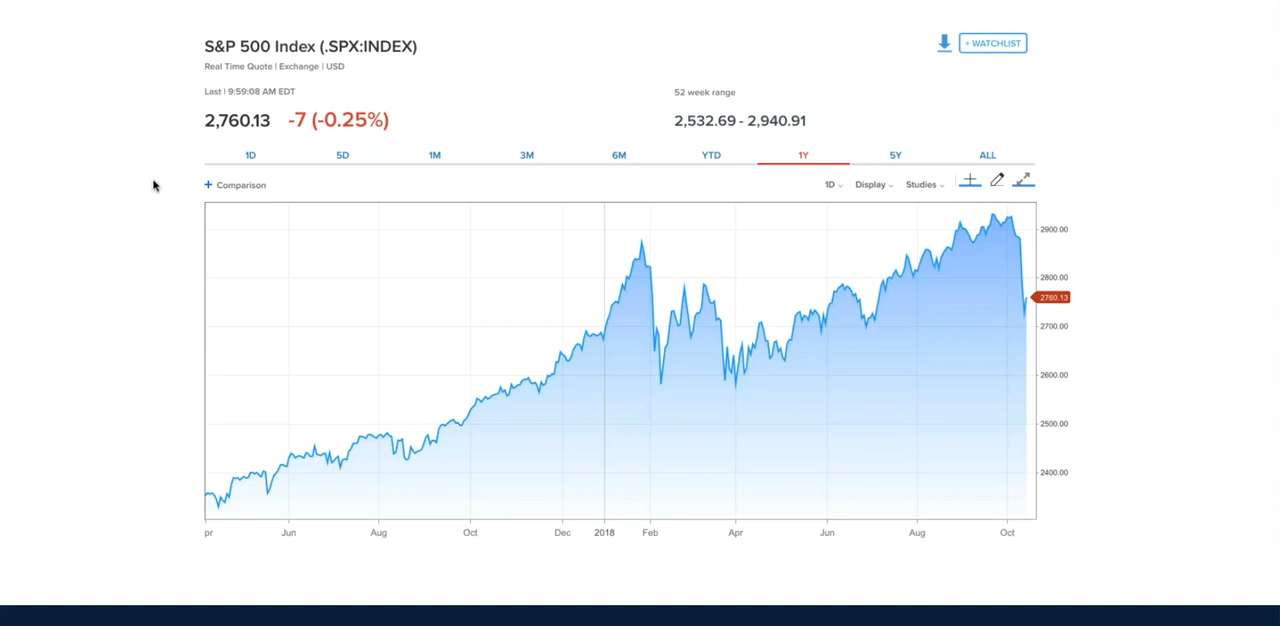 S&P 500 Index (.SPX:INDEX)
+ WATCHLIST
Real Time Quote | Exchange | USD
Last | 9:59:08 AM EDT
52 week range
2,760.13 -7 (-0.25%)
2,532.69 - 2,940.91
1D 5D 1M 3M 6M YTD 1Y 5Y ALL
+ Comparison
1D Display Studies
2900.00
2800.00
2760.13
2700.00
2600.00
2500.00
2400.00
pr Jun Aug Oct Dec 2018 Feb Apr Jun Aug Oct